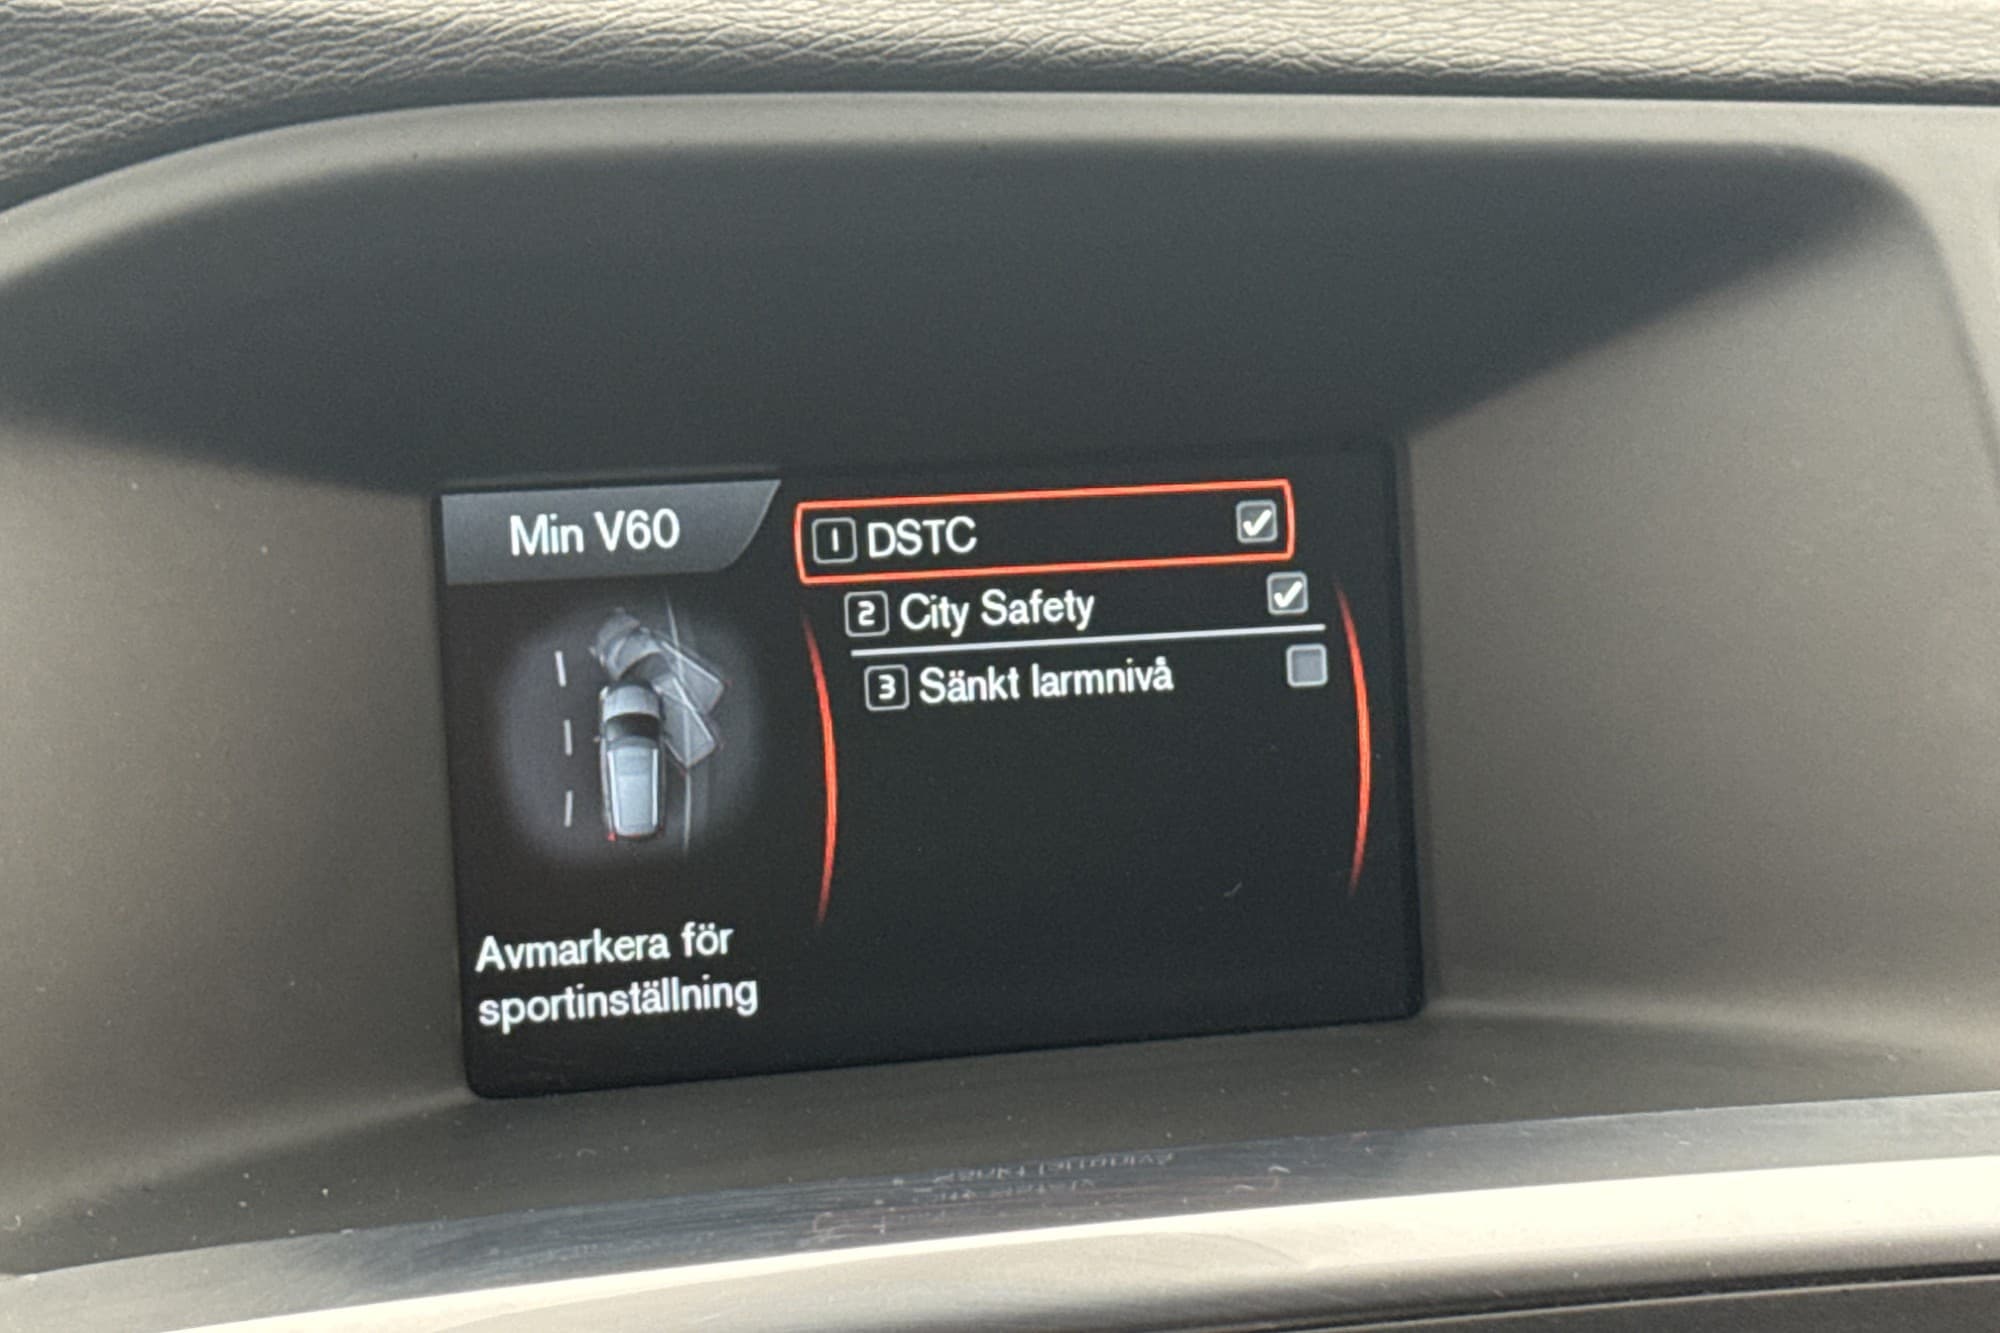 Min V60
1 DSTC
2 City Safety
3 Sänkt larmnivå
Avmarkera för
sportinställning